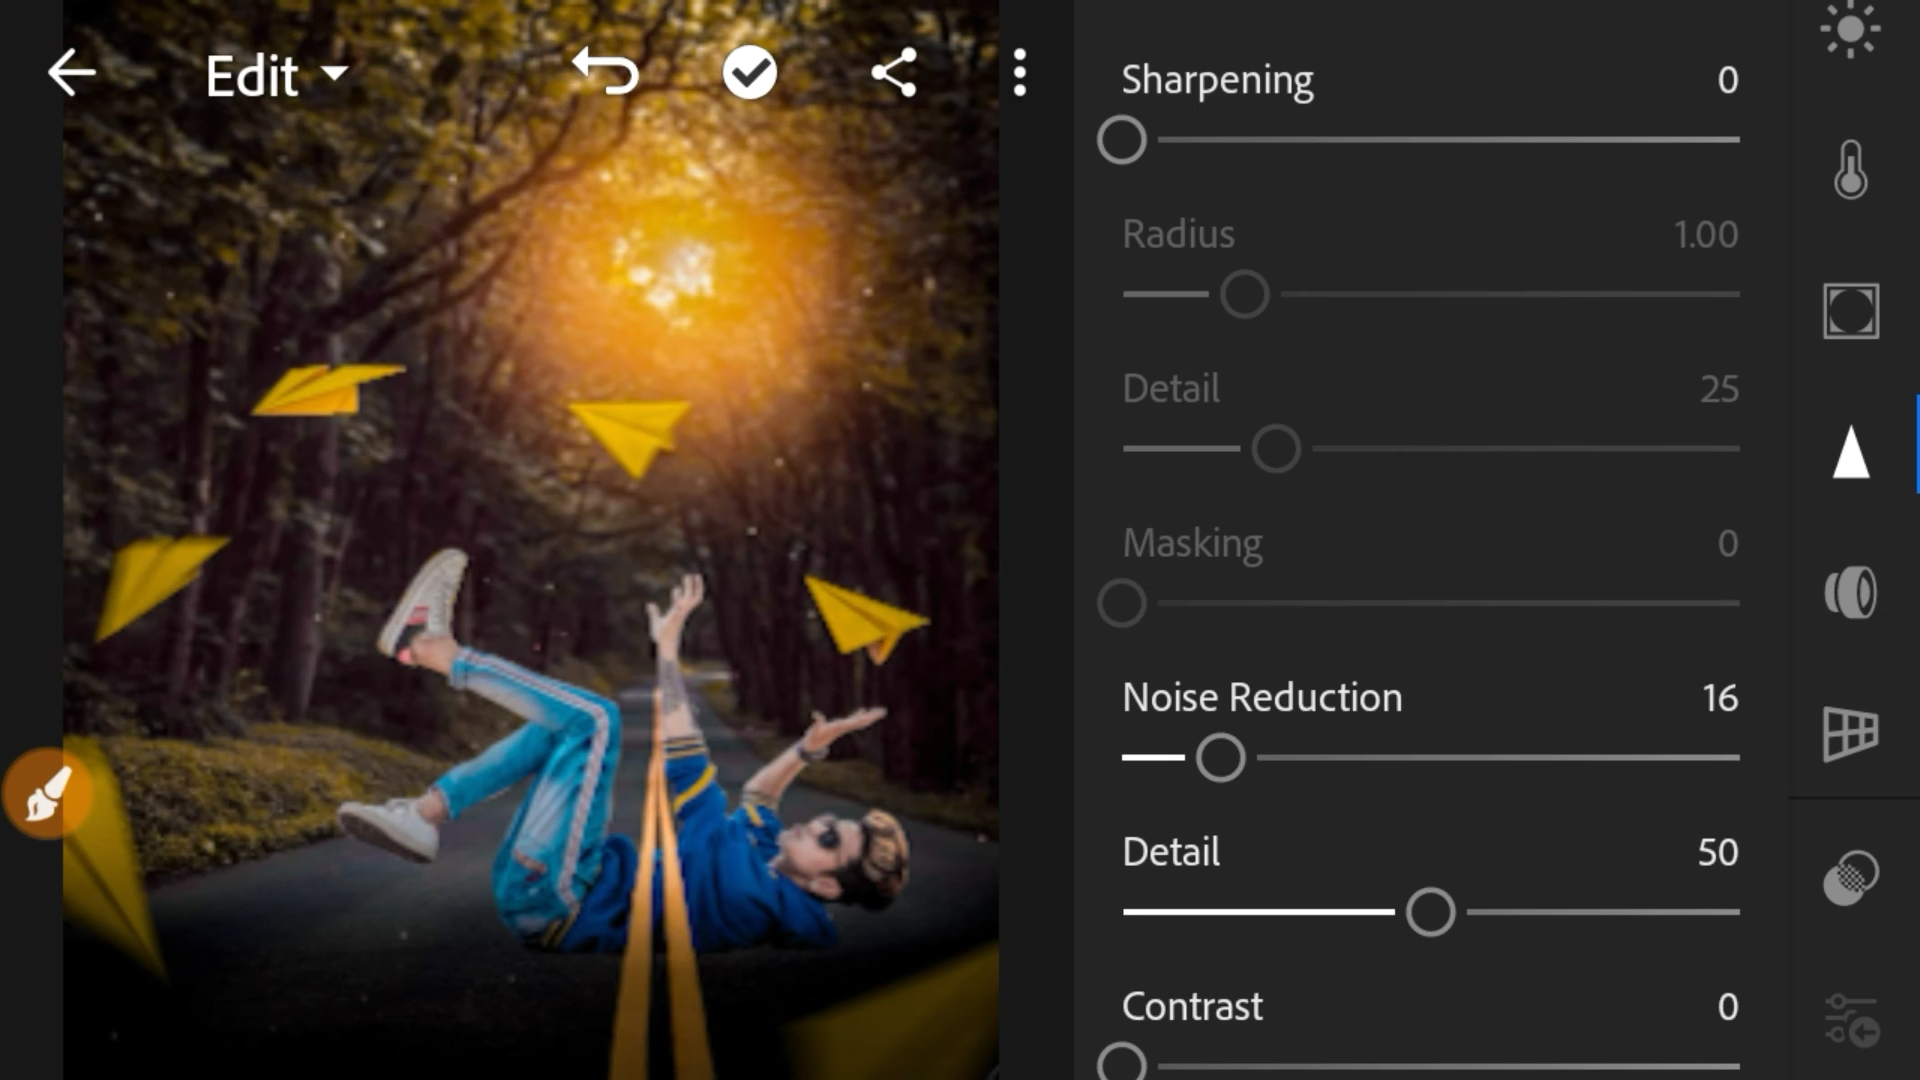 Edit
Sharpening 0
Radius 1.00
Detail 25
Masking 0
Noise Reduction 16
Detail 50
Contrast 0